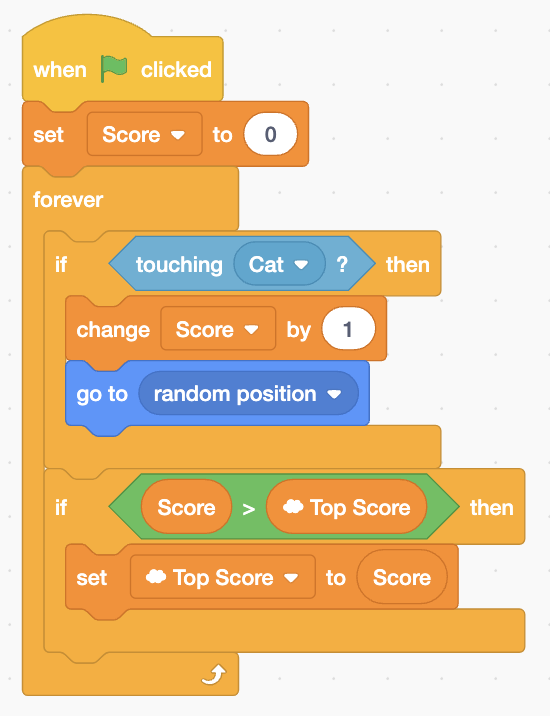 when clicked
set Score to 0
forever
if touching Cat ? then
change Score by 1
go to random position
if Score > Top Score then
set Top Score to Score